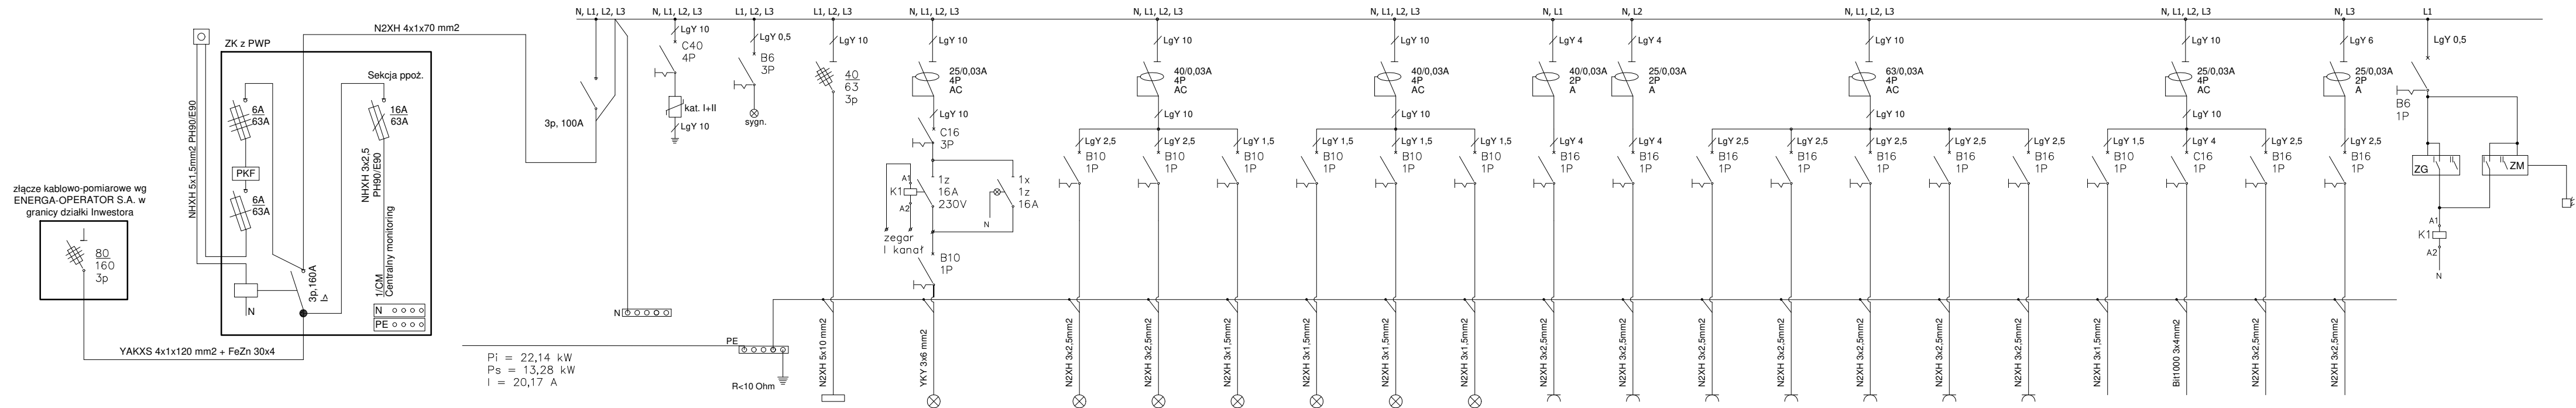 złącze kablowo-pomiarowe wg
ENERGA-OPERATOR S.A. w
granicy działki Inwestora
80
160
3p
YAKXS 4x1x120 mm2 + FeZn 30x4
NHXH 5x1,5mm2 PH90/E90
ZK z PWP
6A
63A
PKF
6A
63A
N
3p,160A
I>
Sekcja ppoż.
16A
63A
NHXH 3x2,5
PH90/E90
1/CM
Centralny monitoring
N
PE
N2XH 4x1x70 mm2
N, L1, L2, L3
3p, 100A
N
Pi = 22,14 kW
Ps = 13,28 kW
I = 20,17 A
PE
R<10 Ohm
N, L1, L2, L3
LgY 10
C40
4P
kat. I+II
LgY 10
L1, L2, L3
LgY 0,5
B6
3P
sygn.
L1, L2, L3
LgY 10
40
63
3p
N2XH 5x10 mm2
N, L1, L2, L3
LgY 10
25/0,03A
4P
AC
LgY 10
C16
3P
A1
K1
A2
1z
16A
230V
1x
1z
16A
N
zegar
I kanał
B10
1P
YKY 3x6 mm2
N, L1, L2, L3
LgY 10
40/0,03A
4P
AC
LgY 10
LgY 2,5
B10
1P
N2XH 3x2,5mm2
LgY 2,5
B10
1P
N2XH 3x2,5mm2
LgY 1,5
B10
1P
N2XH 3x1,5mm2
N, L1, L2, L3
LgY 10
40/0,03A
4P
AC
LgY 10
LgY 1,5
B10
1P
N2XH 3x1,5mm2
LgY 1,5
B10
1P
N2XH 3x1,5mm2
LgY 1,5
B10
1P
N2XH 3x1,5mm2
N, L1
LgY 4
40/0,03A
2P
A
LgY 4
B16
1P
N2XH 3x2,5mm2
N, L2
LgY 4
25/0,03A
2P
A
LgY 4
B16
1P
N2XH 3x2,5mm2
N, L1, L2, L3
LgY 10
63/0,03A
4P
AC
LgY 10
LgY 2,5
B16
1P
N2XH 3x2,5mm2
LgY 2,5
B16
1P
N2XH 3x2,5mm2
LgY 2,5
B16
1P
N2XH 3x2,5mm2
LgY 2,5
B16
1P
N2XH 3x2,5mm2
LgY 2,5
B16
1P
N2XH 3x2,5mm2
N, L1, L2, L3
LgY 10
25/0,03A
4P
AC
LgY 10
LgY 1,5
B10
1P
N2XH 3x1,5mm2
LgY 4
C16
1P
Bit1000 3x4mm2
LgY 2,5
B16
1P
N2XH 3x2,5mm2
N, L3
LgY 6
25/0,03A
2P
A
LgY 2,5
B16
1P
N2XH 3x2,5mm2
L1
LgY 0,5
B6
1P
ZG
ZM
A1
K1
A2
N